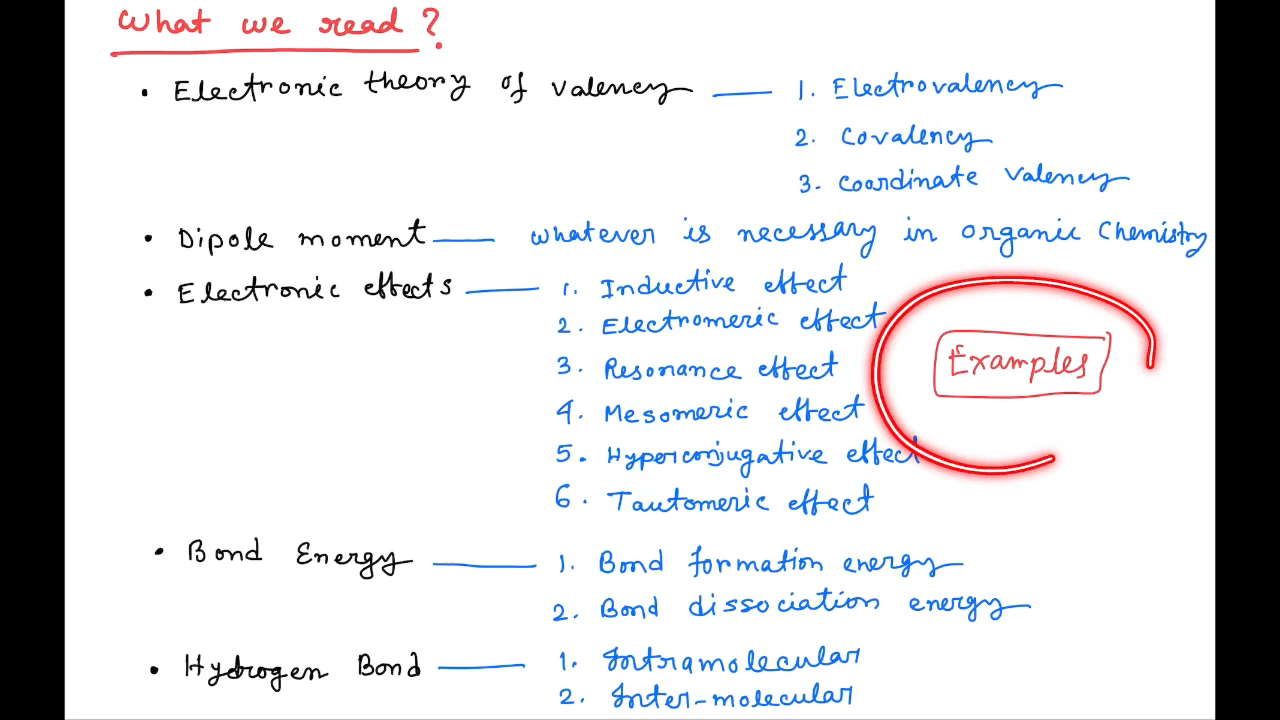 What we read?
• Electronic theory of valency — 1. Electrovalency
2. Covalency
3. Coordinate valency
• Dipole moment — whatever is necessary in organic chemistry
• Electronic effects — 1. Inductive effect
2. Electromeric effect
3. Resonance effect
Examples
4. Mesomeric effect
5. Hyperconjugative effect
6. Tautomeric effect
• Bond Energy — 1. Bond formation energy
2. Bond dissociation energy
• Hydrogen Bond — 1. Intramolecular
2. Inter-molecular